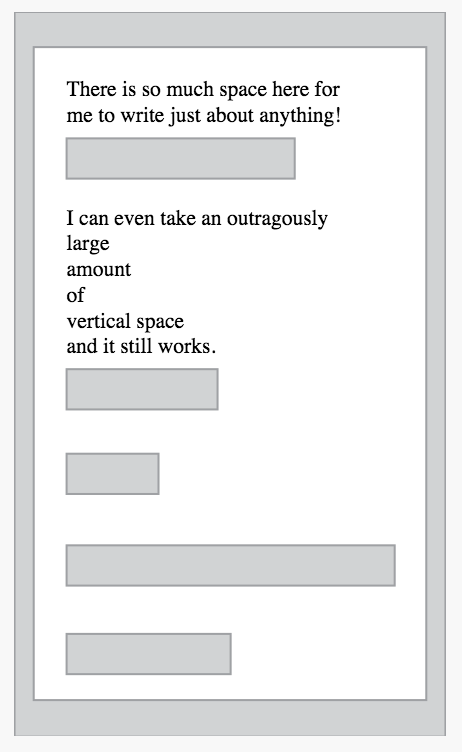 There is so much space here for
me to write just about anything!
I can even take an outragously
large
amount
of
vertical space
and it still works.